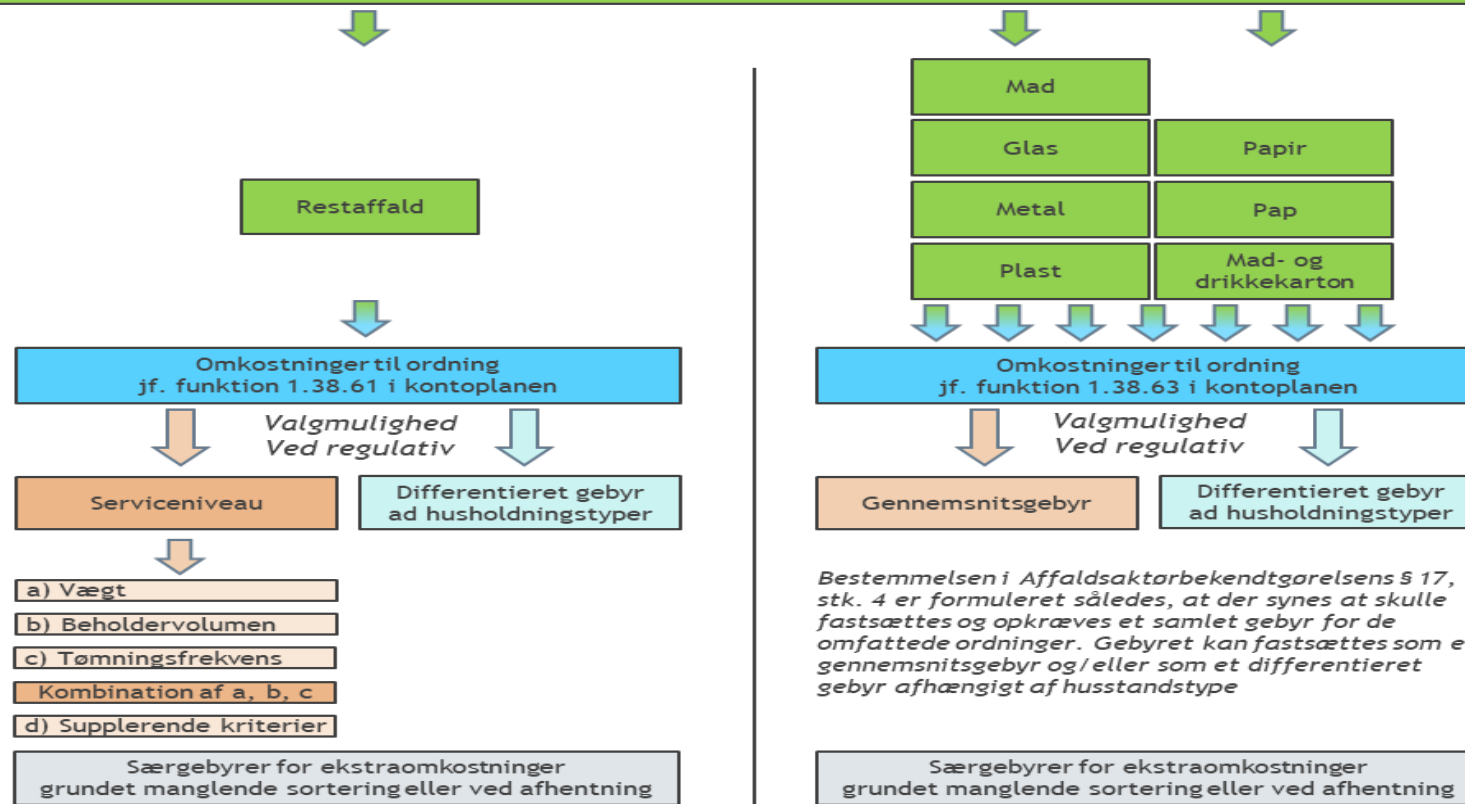 Restaffald
Omkostninger til ordning
jf. funktion 1.38.61 i kontoplanen
Valgmulighed
Ved regulativ
Serviceniveau
Differentieret gebyr
ad husholdningstyper
a) Vægt
b) Beholdervolumen
c) Tømningsfrekvens
Kombination af a, b, c
d) Supplerende kriterier
Særgebyrer for ekstraomkostninger
grundet manglende sortering eller ved afhentning
Mad
Glas
Papir
Metal
Pap
Plast
Mad- og
drikkekarton
Omkostninger til ordning
jf. funktion 1.38.63 i kontoplanen
Valgmulighed
Ved regulativ
Gennemsnitsgebyr
Differentieret gebyr
ad husholdningstyper
Bestemmelsen i Affaldsaktørbekendtgørelsens § 17,
stk. 4 er formuleret således, at der synes at skulle
fastsættes og opkræves et samlet gebyr for de
omfattede ordninger. Gebyret kan fastsættes som e
gennemsnitsgebyr og/eller som et differentieret
gebyr afhængigt af husstandstype
Særgebyrer for ekstraomkostninger
grundet manglende sortering eller ved afhentning